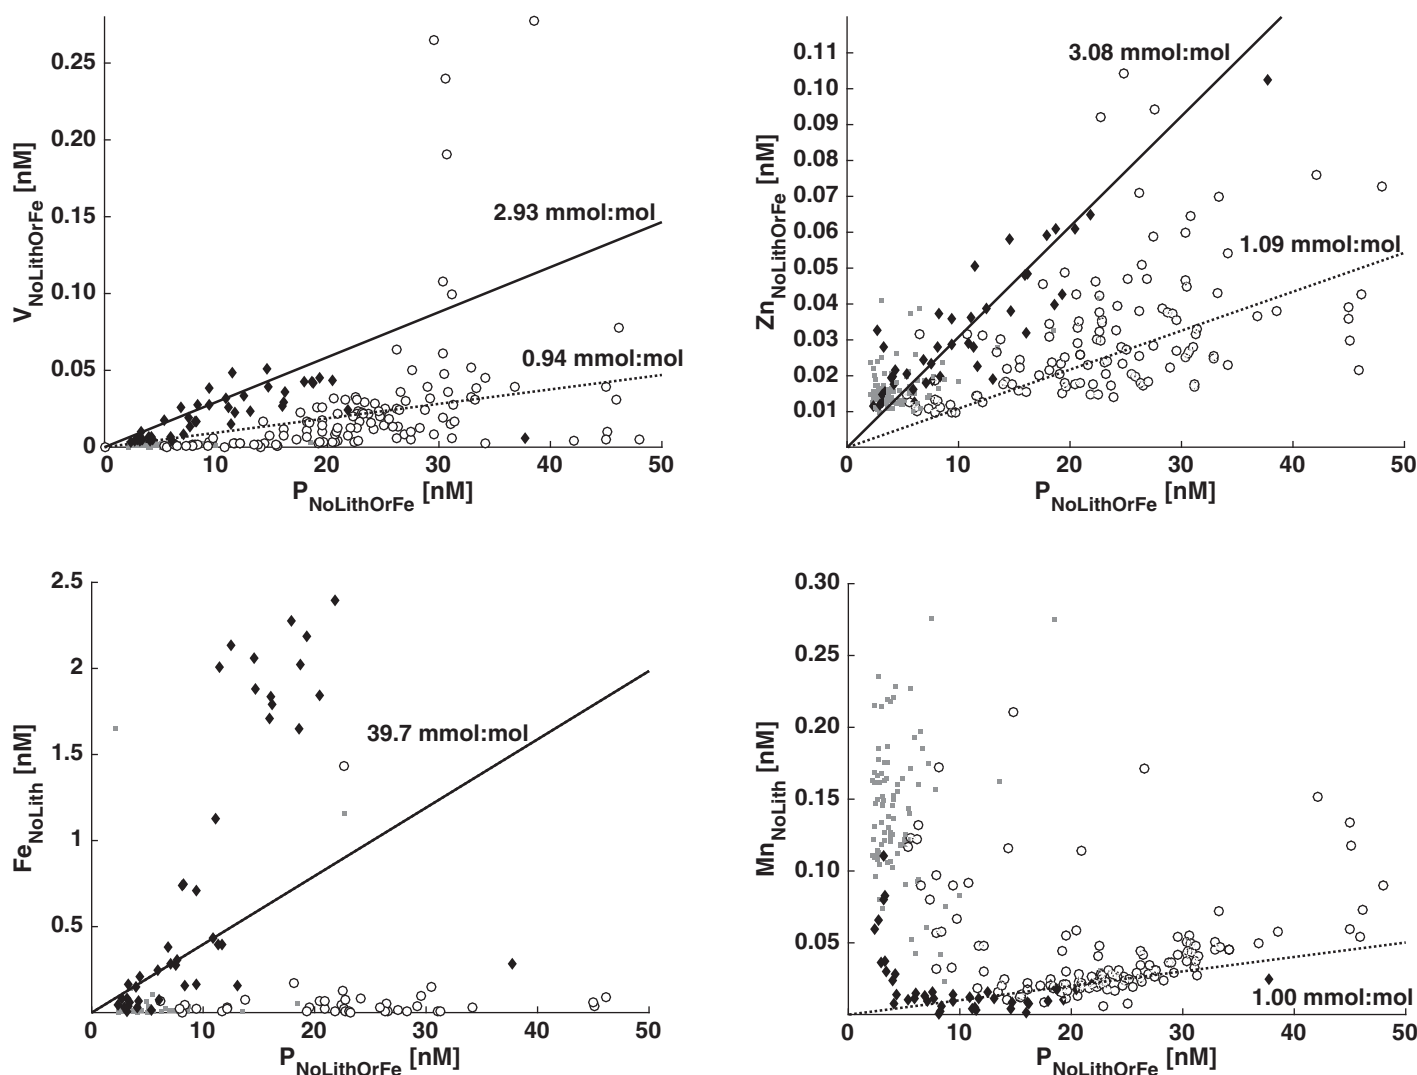 0.25
0.20
0.15
0.10
0.05
0
V_NoLithOrFe [nM]
2.93 mmol:mol
0.94 mmol:mol
0 10 20 30 40 50
P_NoLithOrFe [nM]
0.11
0.10
0.09
0.08
0.07
0.06
0.05
0.04
0.03
0.02
0.01
Zn_NoLithOrFe [nM]
3.08 mmol:mol
1.09 mmol:mol
0 10 20 30 40 50
P_NoLithOrFe [nM]
2.5
2
1.5
1
0.5
Fe_NoLith [nM]
39.7 mmol:mol
0 10 20 30 40 50
P_NoLithOrFe [nM]
0.30
0.25
0.20
0.15
0.10
0.05
Mn_NoLith [nM]
1.00 mmol:mol
0 10 20 30 40 50
P_NoLithOrFe [nM]